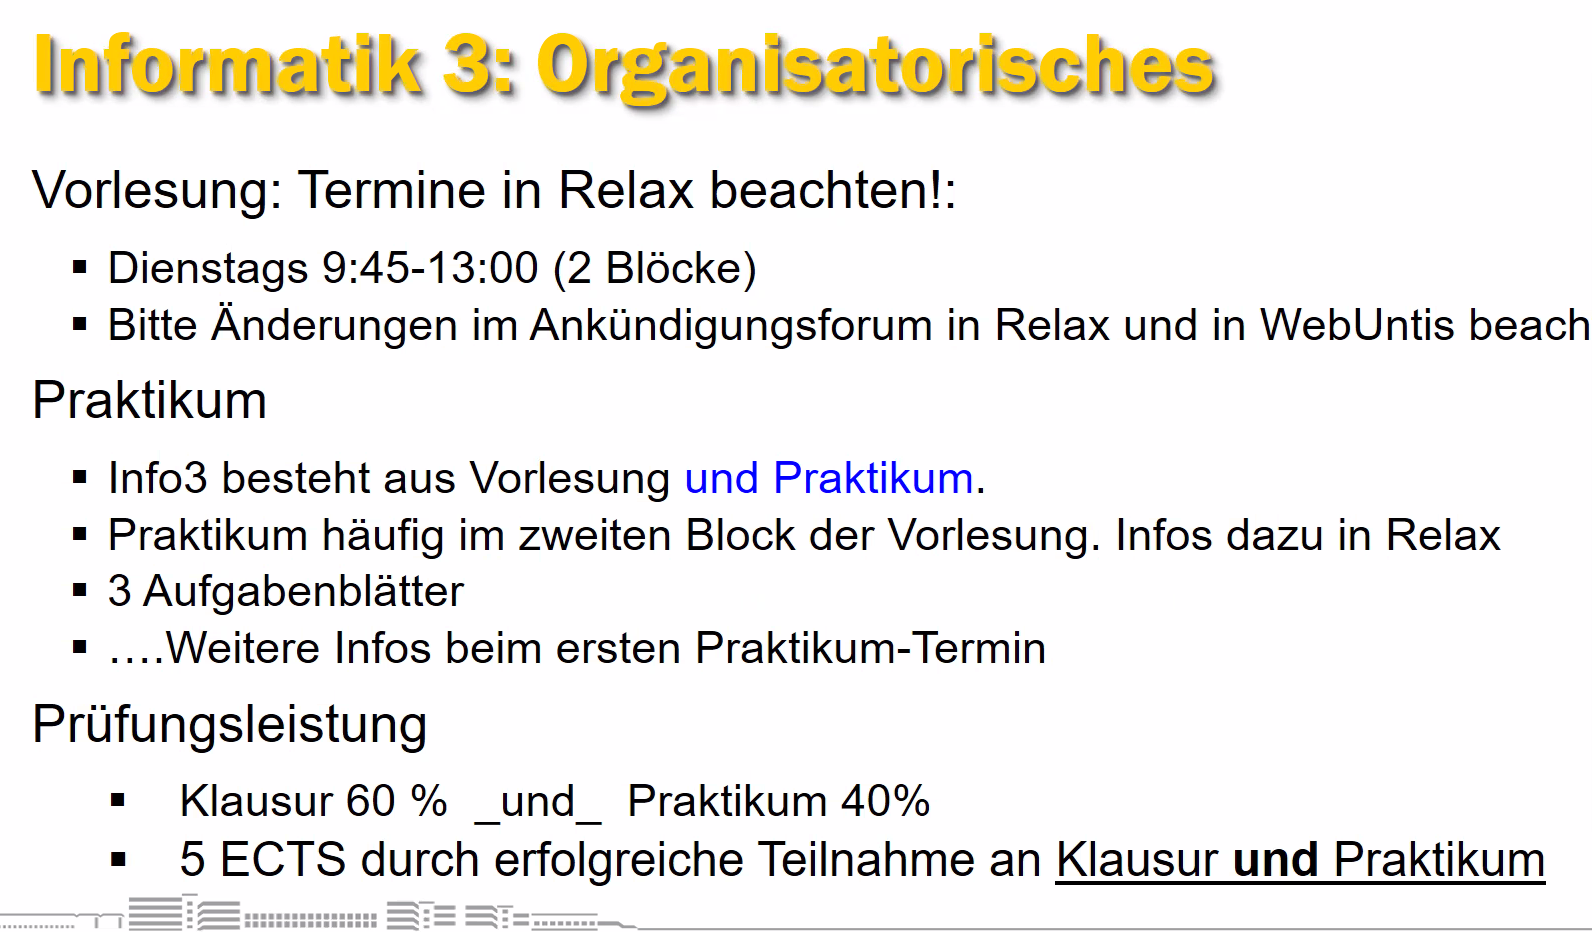 Informatik 3: Organisatorisches
Vorlesung: Termine in Relax beachten!:
▪ Dienstags 9:45-13:00 (2 Blöcke)
▪ Bitte Änderungen im Ankündigungsforum in Relax und in WebUntis beach
Praktikum
▪ Info3 besteht aus Vorlesung und Praktikum.
▪ Praktikum häufig im zweiten Block der Vorlesung. Infos dazu in Relax
▪ 3 Aufgabenblätter
▪ ….Weitere Infos beim ersten Praktikum-Termin
Prüfungsleistung
▪ Klausur 60 % _und_ Praktikum 40%
▪ 5 ECTS durch erfolgreiche Teilnahme an Klausur und Praktikum